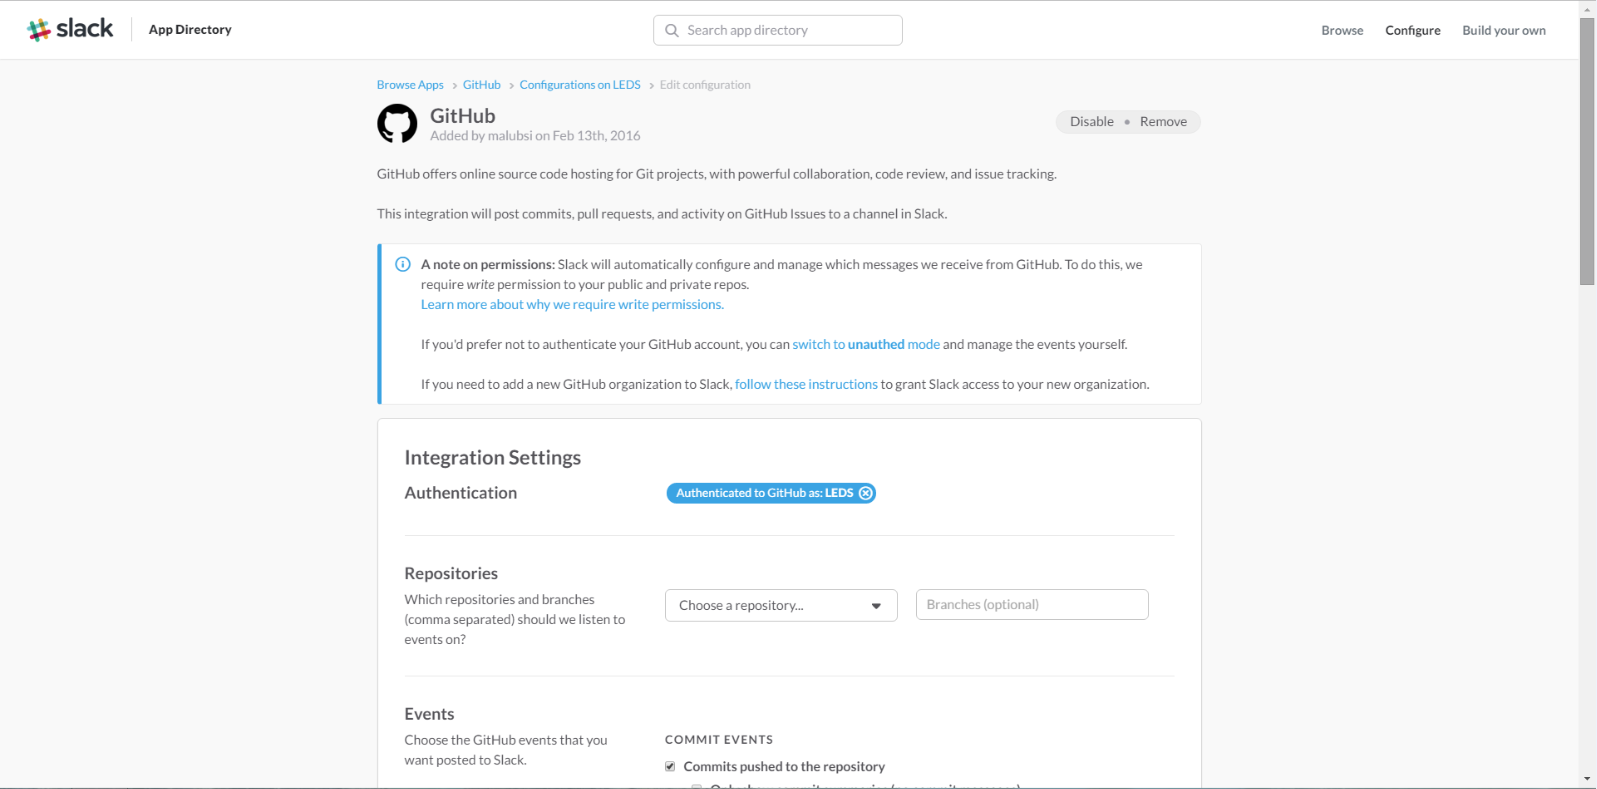 slack
App Directory
Search app directory
Browse
Configure
Build your own
Browse Apps > GitHub > Configurations on LEDS > Edit configuration
GitHub
Added by malubsi on Feb 13th, 2016
Disable • Remove
GitHub offers online source code hosting for Git projects, with powerful collaboration, code review, and issue tracking.
This integration will post commits, pull requests, and activity on GitHub Issues to a channel in Slack.
A note on permissions: Slack will automatically configure and manage which messages we receive from GitHub. To do this, we
require write permission to your public and private repos.
Learn more about why we require write permissions.
If you'd prefer not to authenticate your GitHub account, you can switch to unauthed mode and manage the events yourself.
If you need to add a new GitHub organization to Slack, follow these instructions to grant Slack access to your new organization.
Integration Settings
Authentication
Authenticated to GitHub as: LEDS
Repositories
Which repositories and branches
(comma separated) should we listen to
events on?
Choose a repository...
Branches (optional)
Events
Choose the GitHub events that you
want posted to Slack.
COMMIT EVENTS
Commits pushed to the repository